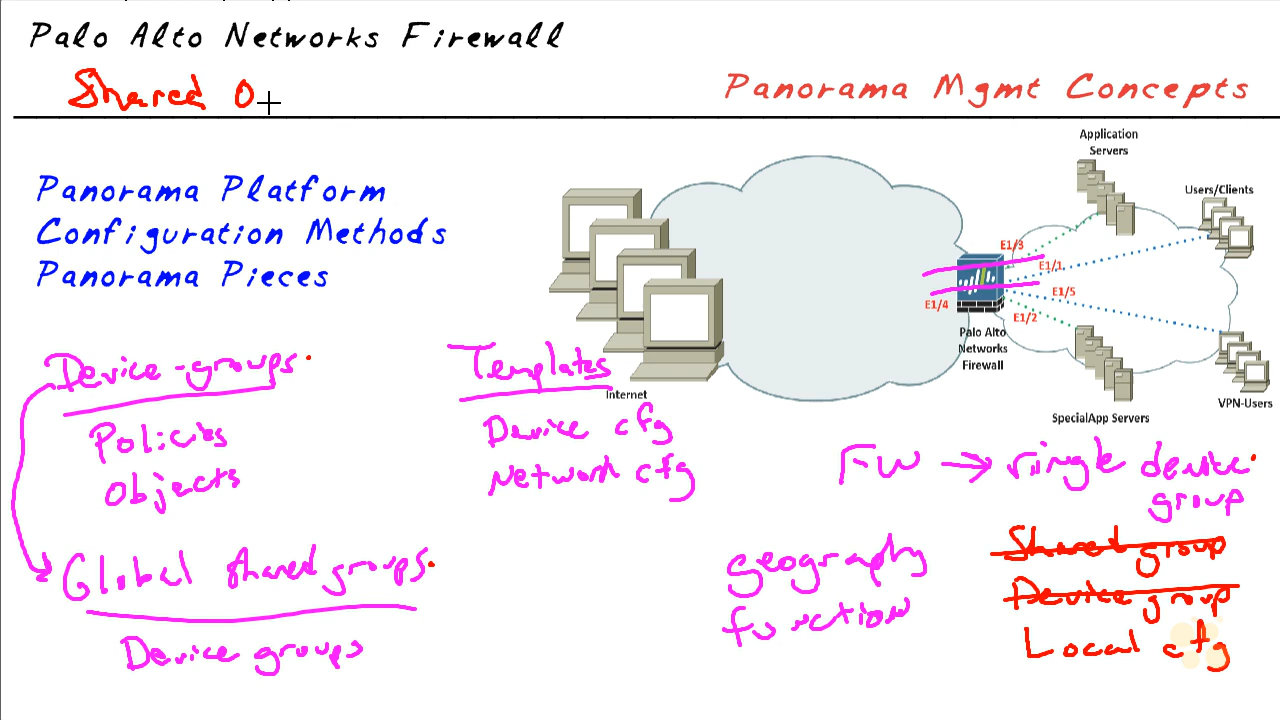 Palo Alto Networks Firewall
Shared O
Panorama Mgmt Concepts
Panorama Platform
Configuration Methods
Panorama Pieces
Application
Servers
Users/Clients
E1/3
E1/1
E1/5
E1/4
E1/2
Palo Alto
Networks
Firewall
Internet
SpecialApp Servers
VPN-Users
Device-groups
Policies
Objects
Templates
Device cfg
Network cfg
FW → single device
group
Global shared groups
Device groups
geography
function
Shared group
Device group
Local cfg